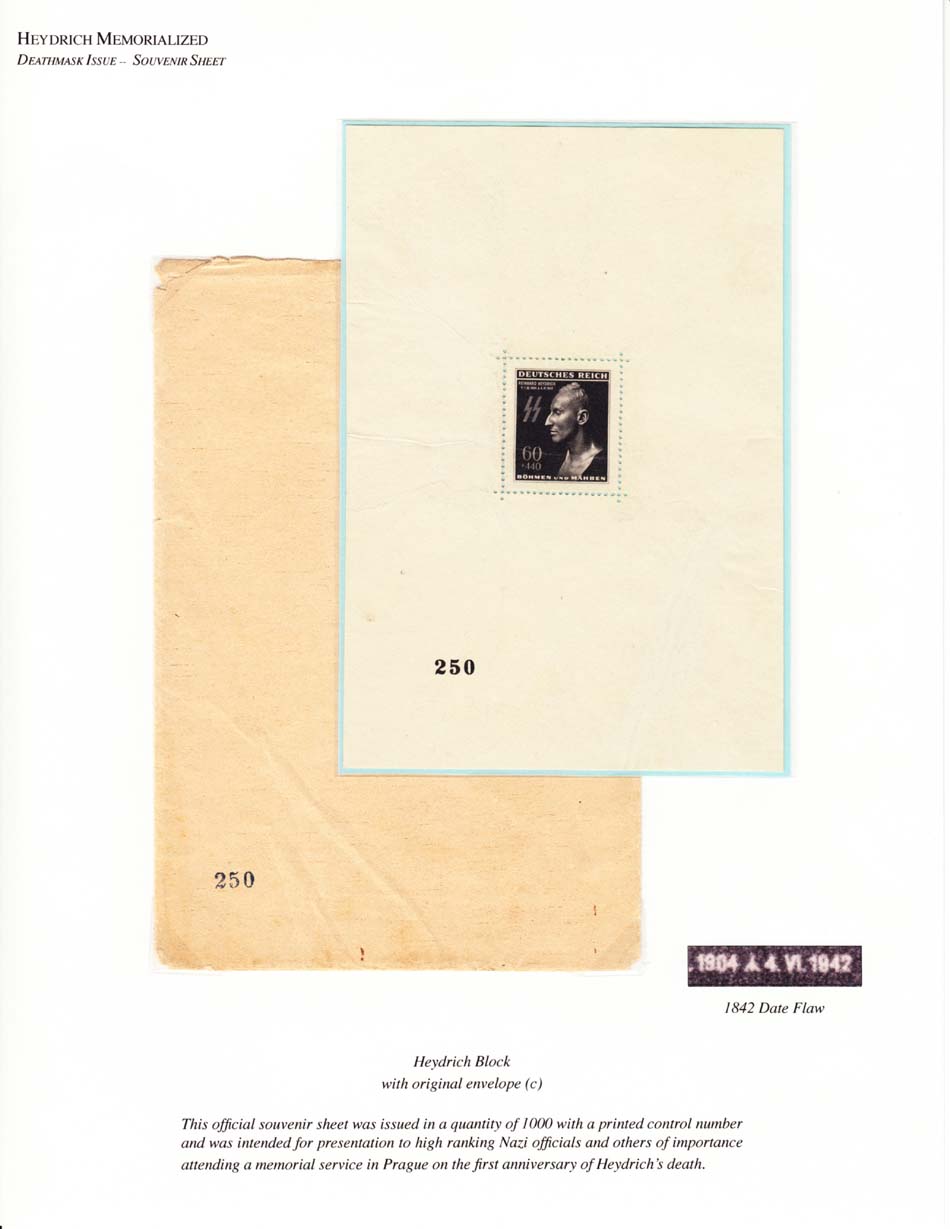 HEYDRICH MEMORIALIZED
DEATHMASK ISSUE -- SOUVENIR SHEET
DEUTSCHES REICH
REINHARD HEYDRICH
60
+440
BÖHMEN UND MÄHREN
250
250
.1904 4. VI. 1942
1842 Date Flaw
Heydrich Block
with original envelope (c)
This official souvenir sheet was issued in a quantity of 1000 with a printed control number
and was intended for presentation to high ranking Nazi officials and others of importance
attending a memorial service in Prague on the first anniversary of Heydrich's death.